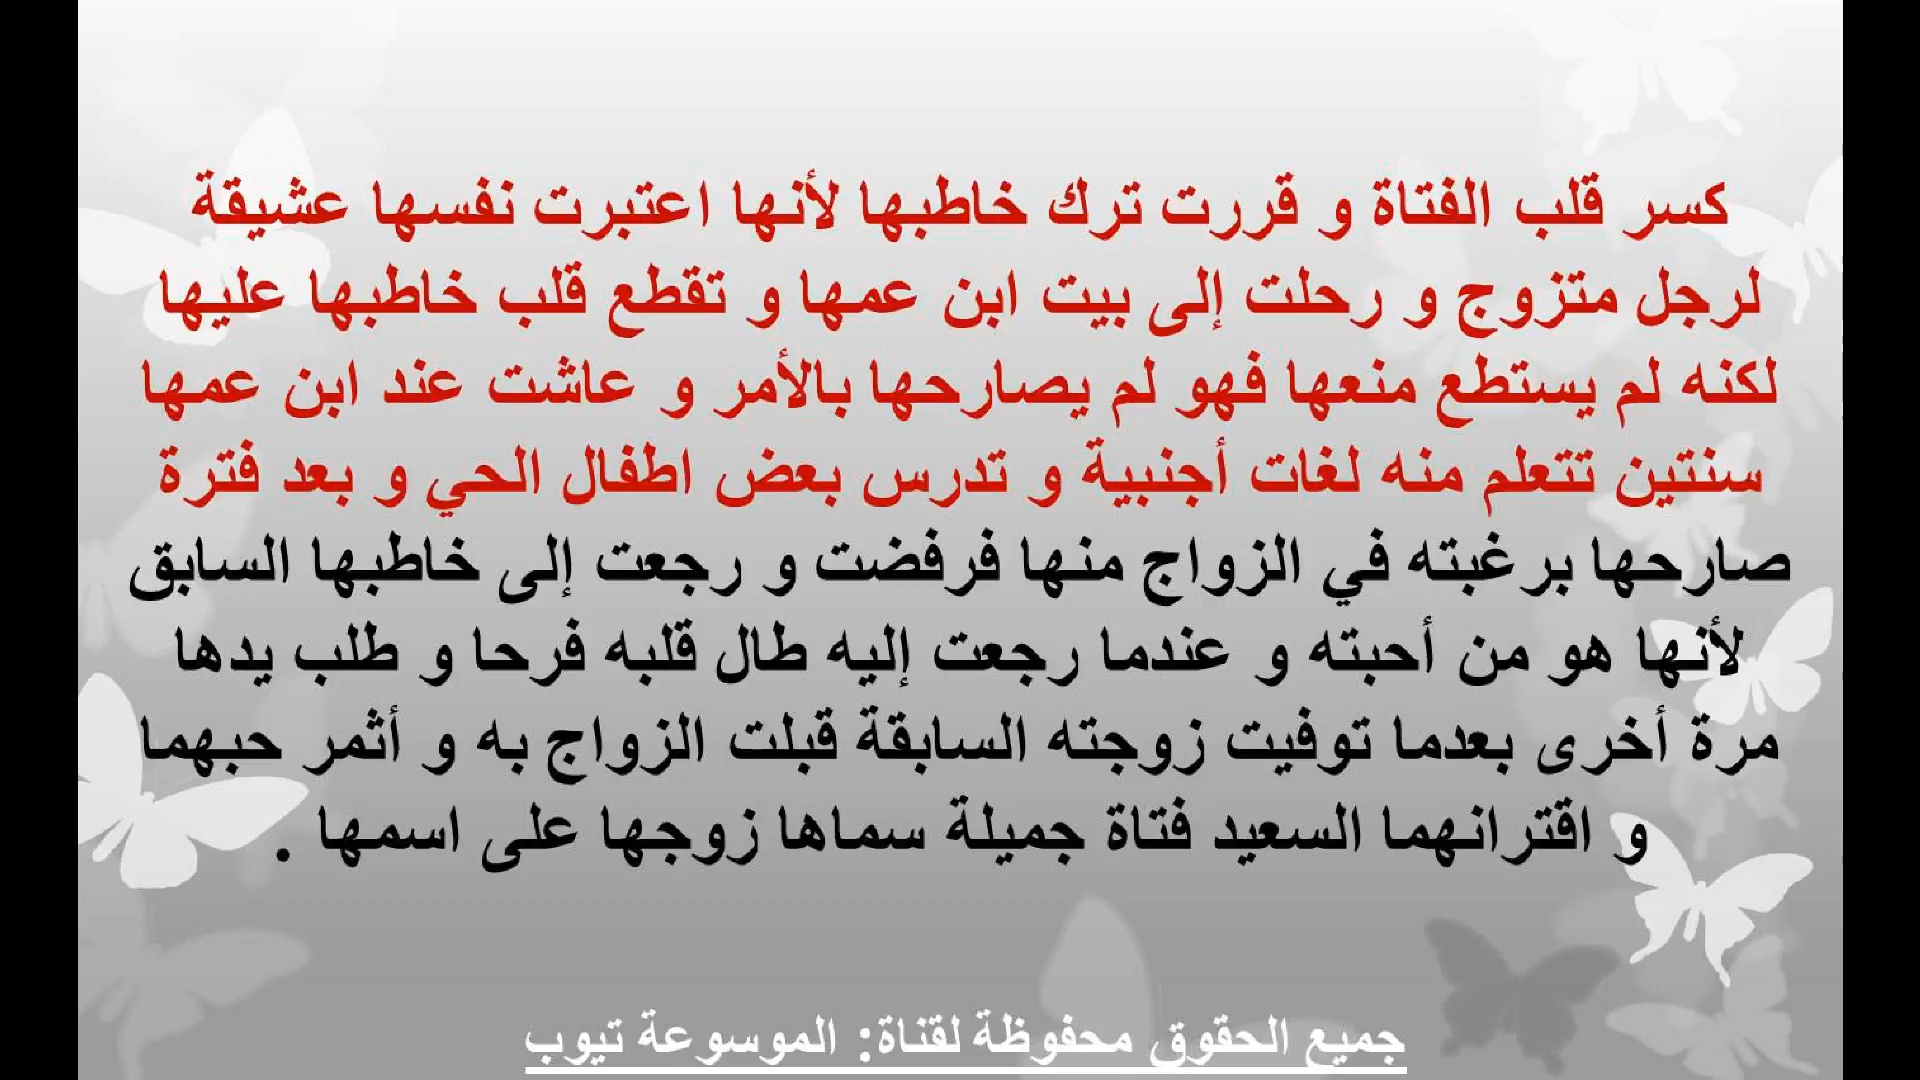 كسر قلب الفتاة و قررت ترك خاطبها لأنها اعتبرت نفسها عشيقة
لرجل متزوج و رحلت إلى بيت ابن عمها و تقطع قلب خاطبها عليها
لكنه لم يستطع منعها فهو لم يصارحها بالأمر و عاشت عند ابن عمها
سنتين تتعلم منه لغات أجنبية و تدرس بعض اطفال الحي و بعد فترة
صارحها برغبته في الزواج منها فرفضت و رجعت إلى خاطبها السابق
لأنها هو من أحبته و عندما رجعت إليه طال قلبه فرحا و طلب يدها
مرة أخرى بعدما توفيت زوجته السابقة قبلت الزواج به و أثمر حبهما
و اقترانهما السعيد فتاة جميلة سماها زوجها على اسمها .
جميع الحقوق محفوظة لقناة: الموسوعة تيوب